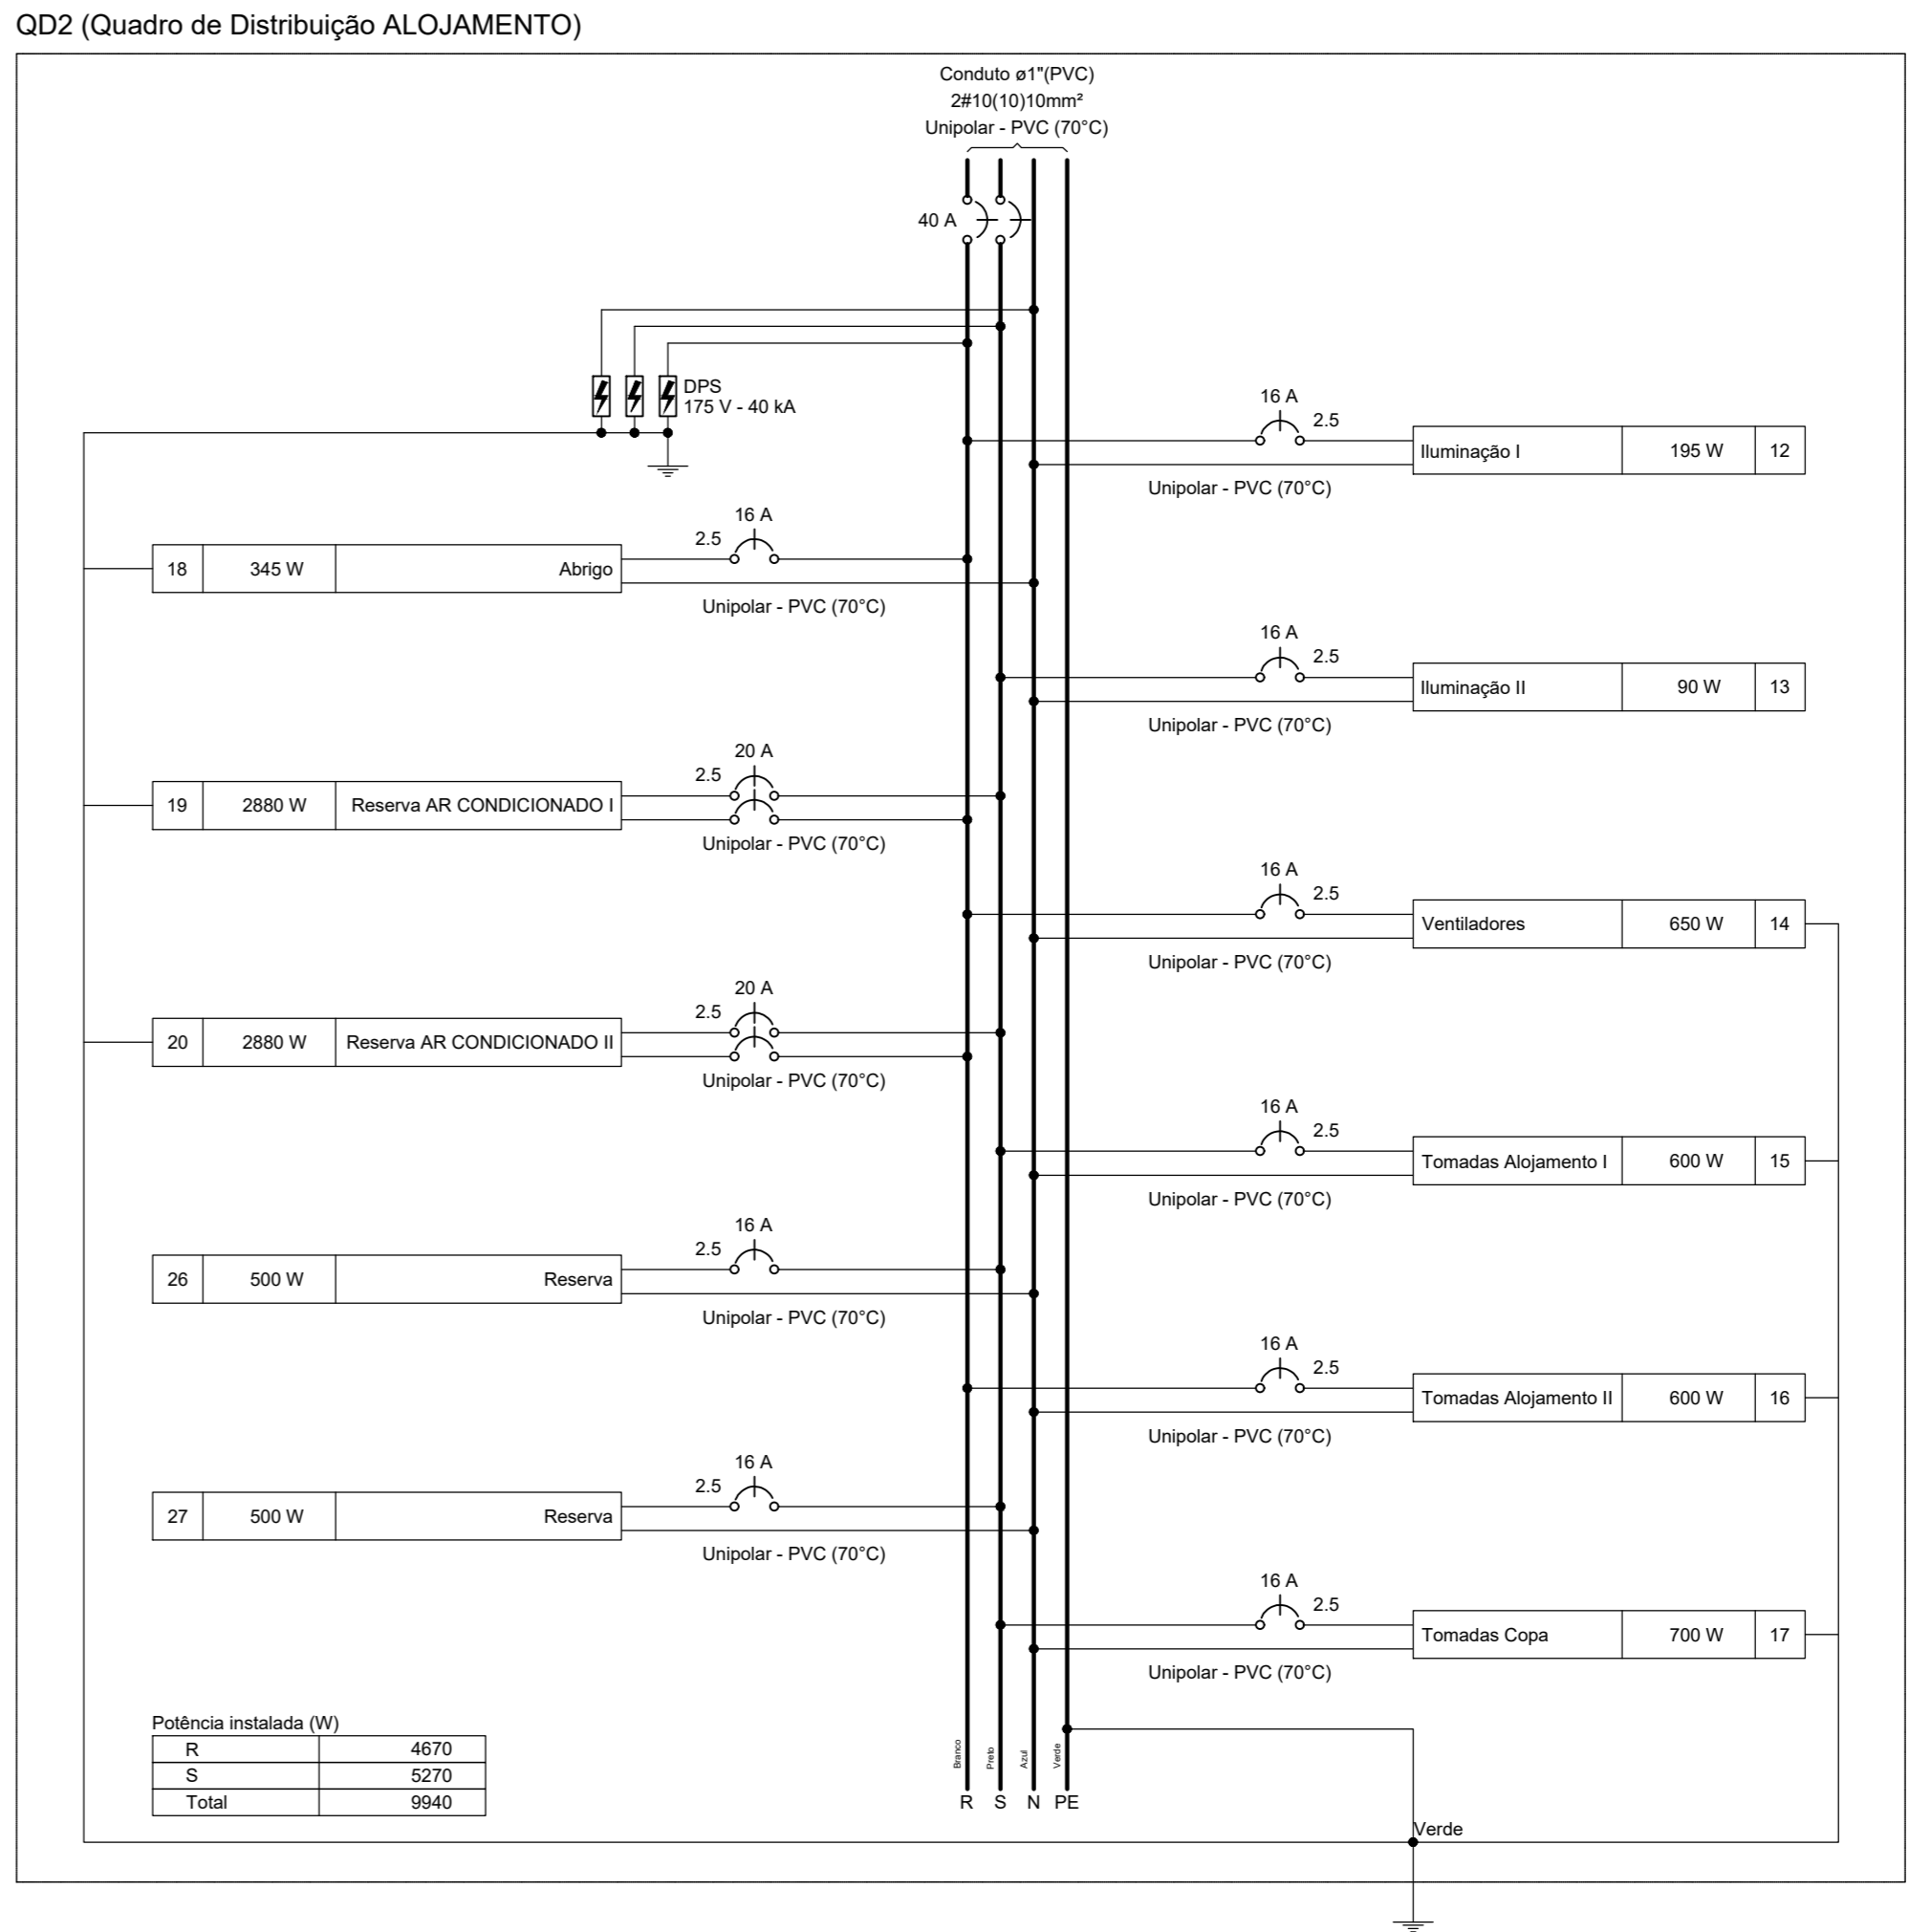 QD2 (Quadro de Distribuição ALOJAMENTO)
Conduto ø1"(PVC)
2#10(10)10mm²
Unipolar - PVC (70°C)
40 A
DPS
175 V - 40 kA
16 A
2.5
Iluminação I 195 W 12
Unipolar - PVC (70°C)
16 A
2.5
18 345 W Abrigo
Unipolar - PVC (70°C)
16 A
2.5
Iluminação II 90 W 13
Unipolar - PVC (70°C)
20 A
2.5
19 2880 W Reserva AR CONDICIONADO I
Unipolar - PVC (70°C)
16 A
2.5
Ventiladores 650 W 14
Unipolar - PVC (70°C)
20 A
2.5
20 2880 W Reserva AR CONDICIONADO II
Unipolar - PVC (70°C)
16 A
2.5
Tomadas Alojamento I 600 W 15
Unipolar - PVC (70°C)
16 A
2.5
26 500 W Reserva
Unipolar - PVC (70°C)
16 A
2.5
Tomadas Alojamento II 600 W 16
Unipolar - PVC (70°C)
16 A
2.5
27 500 W Reserva
Unipolar - PVC (70°C)
16 A
2.5
Tomadas Copa 700 W 17
Unipolar - PVC (70°C)
Potência instalada (W)
R 4670
S 5270
Total 9940
Branco Preto Azul Verde
R S N PE
Verde